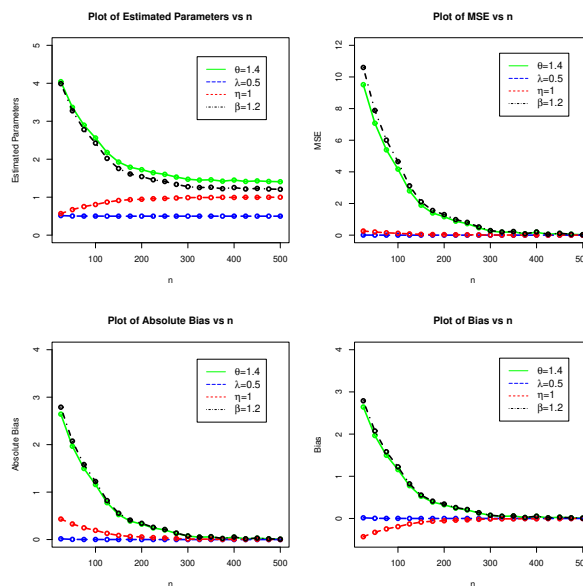 Plot of Estimated Parameters vs n
Estimated Parameters
5
4
3
2
1
0
θ=1.4
λ=0.5
η=1
β=1.2
100 200 300 400 500
n
Plot of MSE vs n
MSE
12
10
8
6
4
2
0
θ=1.4
λ=0.5
η=1
β=1.2
100 200 300 400 500
n
Plot of Absolute Bias vs n
Absolute Bias
4
3
2
1
0
θ=1.4
λ=0.5
η=1
β=1.2
100 200 300 400 500
n
Plot of Bias vs n
Bias
4
3
2
1
0
θ=1.4
λ=0.5
η=1
β=1.2
100 200 300 400 500
n